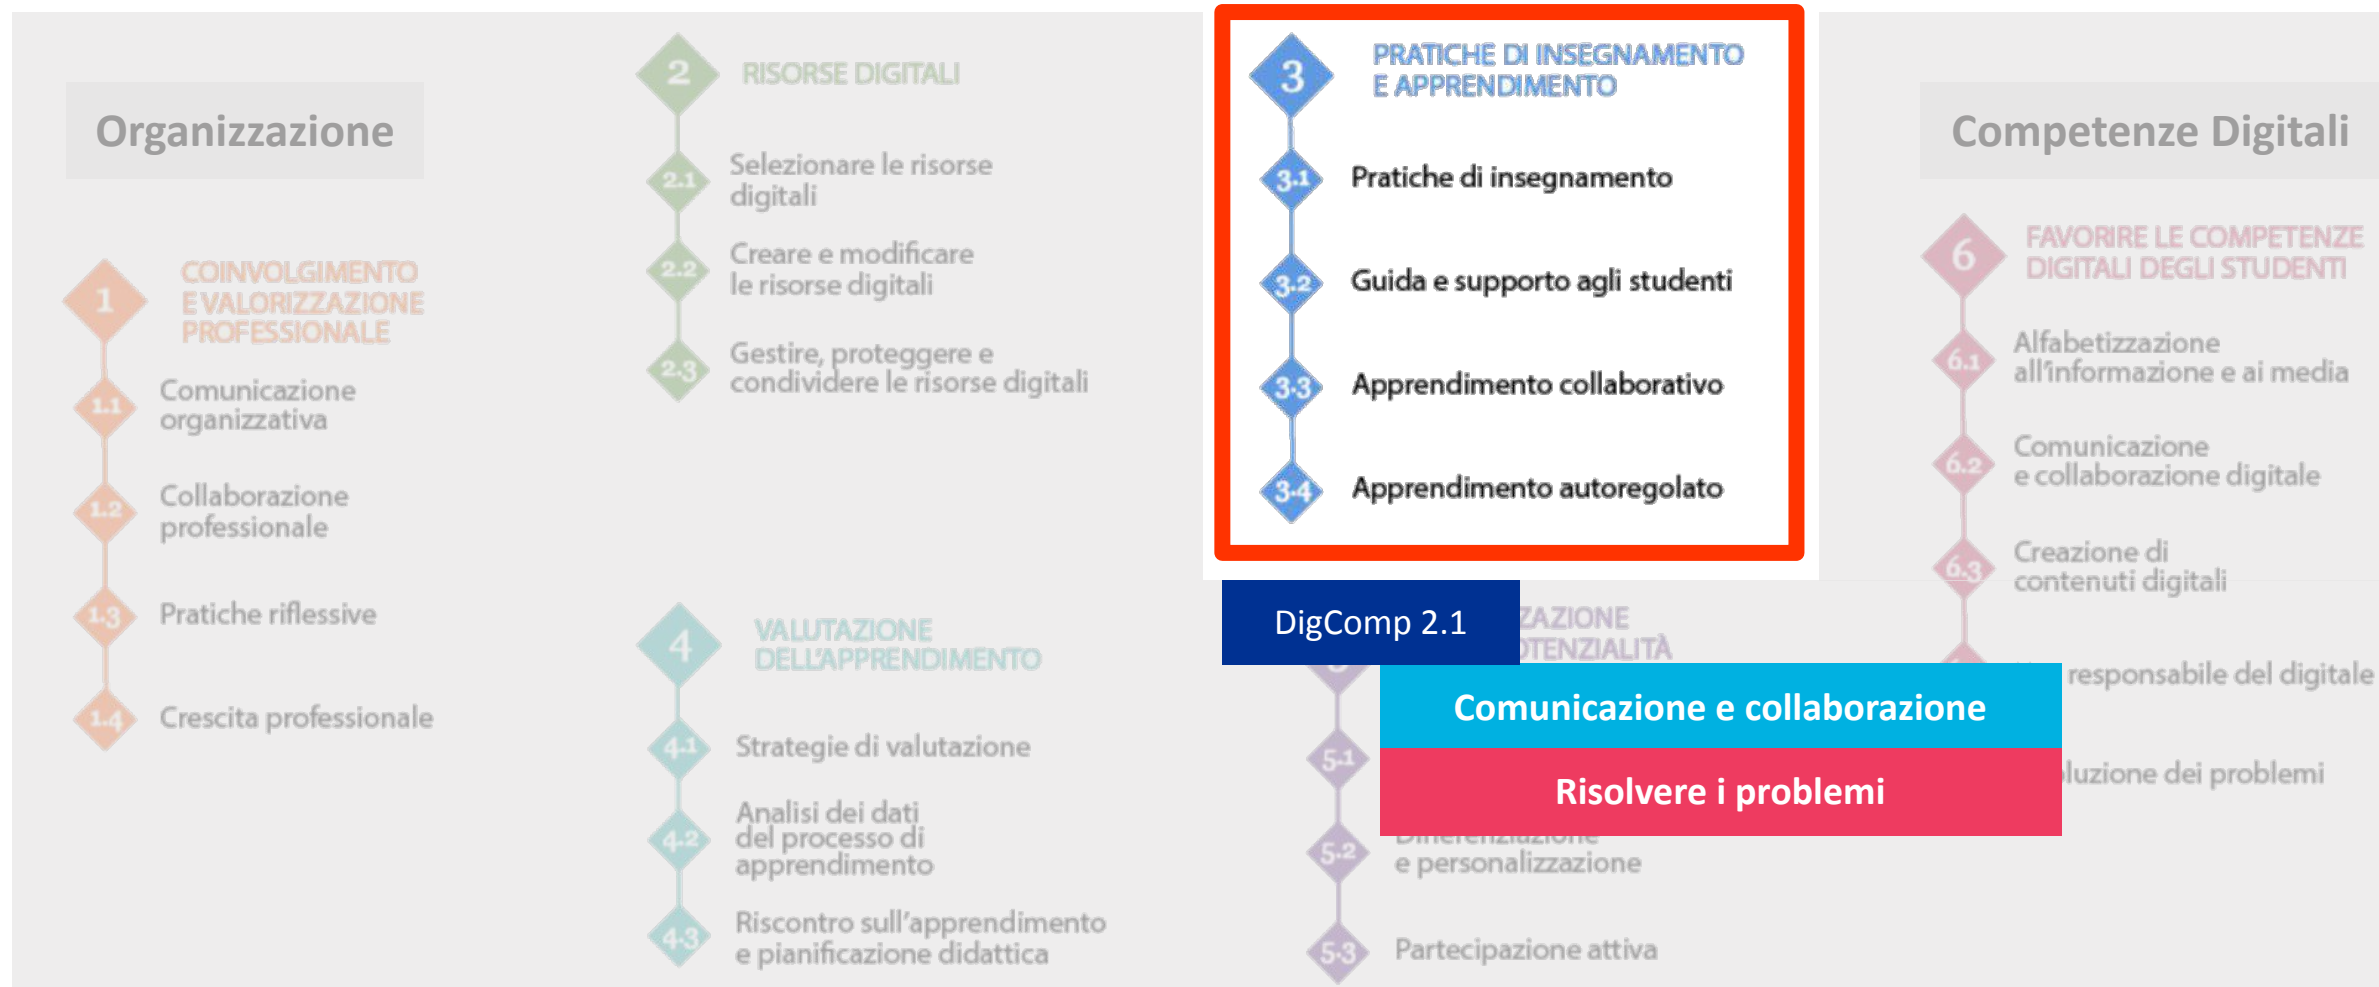 Organizzazione
1
COINVOLGIMENTO
E VALORIZZAZIONE
PROFESSIONALE
1.1
Comunicazione
organizzativa
1.2
Collaborazione
professionale
1.3
Pratiche riflessive
1.4
Crescita professionale
2
RISORSE DIGITALI
2.1
Selezionare le risorse
digitali
2.2
Creare e modificare
le risorse digitali
2.3
Gestire, proteggere e
condividere le risorse digitali
3
PRATICHE DI INSEGNAMENTO
E APPRENDIMENTO
3.1
Pratiche di insegnamento
3.2
Guida e supporto agli studenti
3.3
Apprendimento collaborativo
3.4
Apprendimento autoregolato
4
VALUTAZIONE
DELL'APPRENDIMENTO
4.1
Strategie di valutazione
4.2
Analisi dei dati
del processo di
apprendimento
4.3
Riscontro sull'apprendimento
e pianificazione didattica
DigComp 2.1
ZAZIONE
OTENZIALITÀ
Comunicazione e collaborazione
Risolvere i problemi
5.1
5.2
e personalizzazione
5.3
Partecipazione attiva
Competenze Digitali
6
FAVORIRE LE COMPETENZE
DIGITALI DEGLI STUDENTI
6.1
Alfabetizzazione
all'informazione e ai media
6.2
Comunicazione
e collaborazione digitale
6.3
Creazione di
contenuti digitali
responsabile del digitale
luzione dei problemi